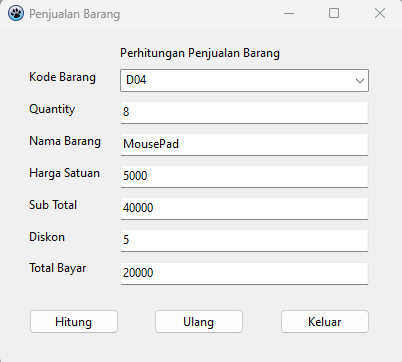 Penjualan Barang
Perhitungan Penjualan Barang
Kode Barang D04
Quantity 8
Nama Barang MousePad
Harga Satuan 5000
Sub Total 40000
Diskon 5
Total Bayar 20000
Hitung Ulang Keluar